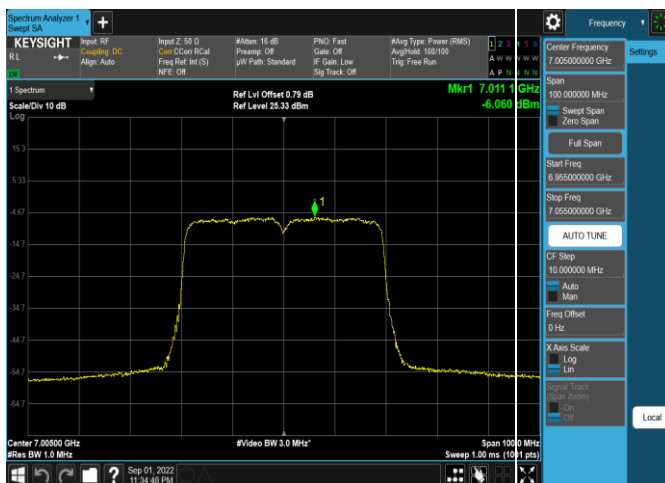 Spectrum Analyzer 1
Swept SA
Frequency
KEYSIGHT
RL
Input: RF
Coupling: DC
Align: Auto
Input Z: 50 Ω
Corr CCorr RCal
Freq Ref: Int (S)
NFE: Off
#Atten: 16 dB
Preamp: Off
µW Path: Standard
PNO: Fast
Gate: Off
IF Gain: Low
Sig Track: Off
#Avg Type: Power (RMS)
Avg|Hold: 100/100
Trig: Free Run
1 2 3 4 5 6
A W W W W W
A P N N N N
1 Spectrum
Scale/Div 10 dB
Log
Ref Lvl Offset 0.79 dB
Ref Level 25.33 dBm
Mkr1 7.011 1 GHz
-6.060 dBm
15.3
5.33
-4.67
-14.7
-24.7
-34.7
-44.7
-54.7
-64.7
1
Center 7.00500 GHz
#Res BW 1.0 MHz
#Video BW 3.0 MHz*
Span 100.0 MHz
Sweep 1.00 ms (1001 pts)
Center Frequency
7.005000000 GHz
Span
100.000000 MHz
Swept Span
Zero Span
Full Span
Start Freq
6.955000000 GHz
Stop Freq
7.055000000 GHz
AUTO TUNE
CF Step
10.000000 MHz
Auto
Man
Freq Offset
0 Hz
X Axis Scale
Log
Lin
Signal Track
(Span Zoom)
On
Off
Settings
Local
Sep 01, 2022
11:34:48 PM